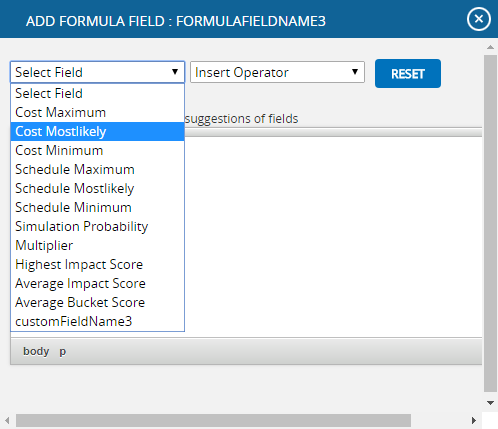 ADD FORMULA FIELD : FORMULAFIELDNAME3
Select Field
Insert Operator
RESET
Select Field
Cost Maximum
suggestions of fields
Cost Mostlikely
Cost Minimum
Schedule Maximum
Schedule Mostlikely
Schedule Minimum
Simulation Probability
Multiplier
Highest Impact Score
Average Impact Score
Average Bucket Score
customFieldName3
body p